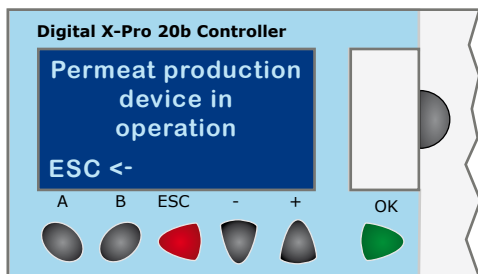 Digital X-Pro 20b Controller
Permeat production
device in
operation
ESC <-
A B ESC - + OK